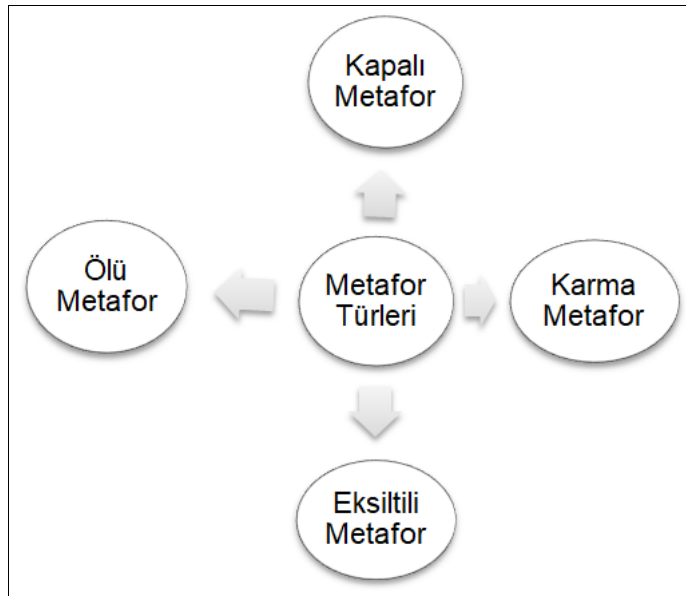 Kapalı
Metafor
Ölü
Metafor
Metafor
Türleri
Karma
Metafor
Eksiltili
Metafor